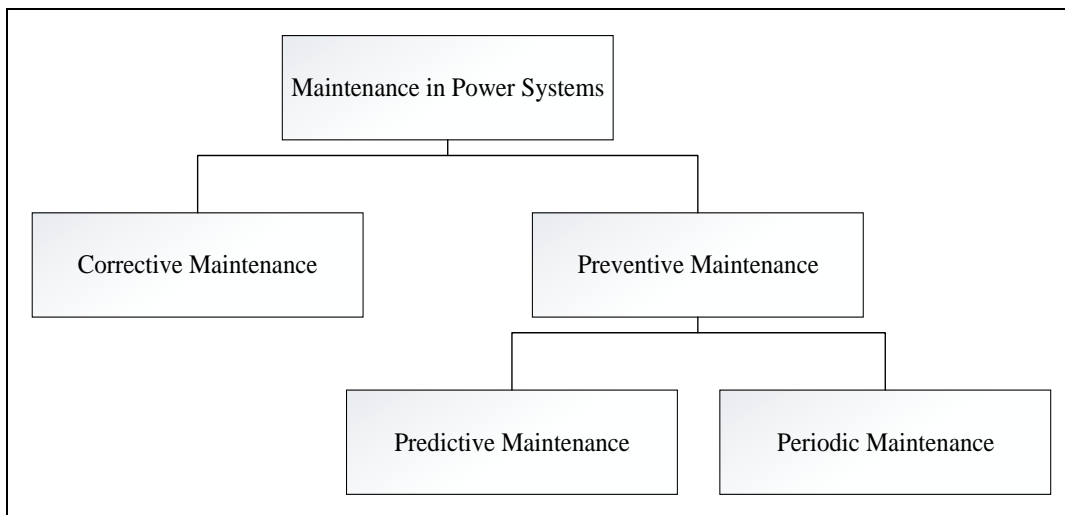 Maintenance in Power Systems
Corrective Maintenance
Preventive Maintenance
Predictive Maintenance
Periodic Maintenance